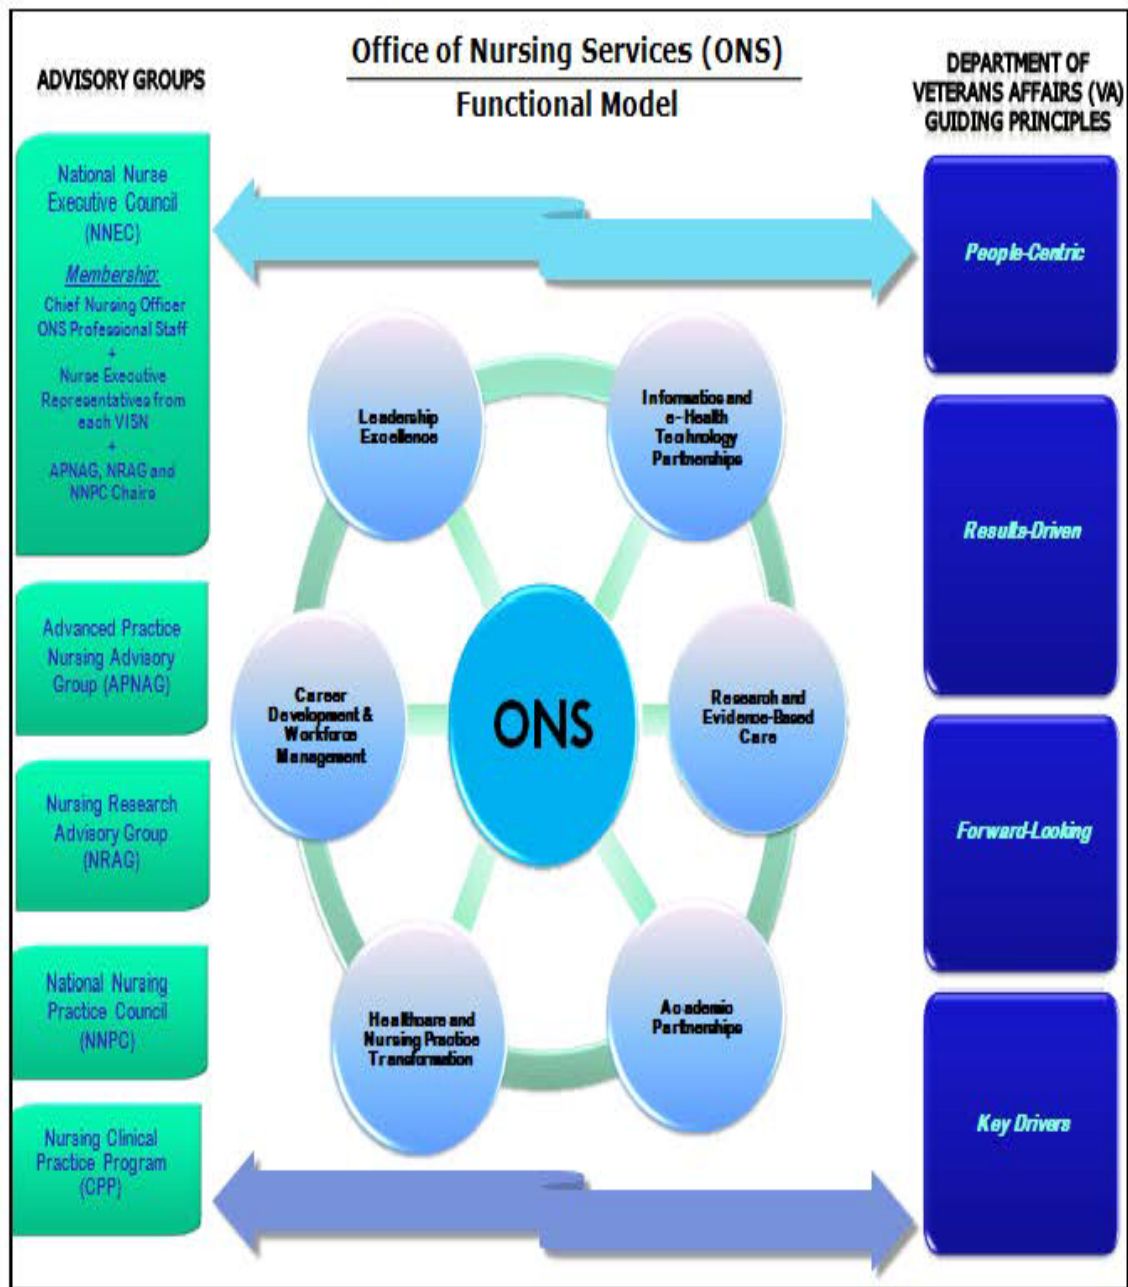 Office of Nursing Services (ONS)
Functional Model
ADVISORY GROUPS
National Nurse
Executive Council
(NNEC)
Membership:
Chief Nursing Officer
ONS Professional Staff
+
Nurse Executive
Representatives from
each VISN
+
APNAG, NRAG and
NNPC Chairs
Advanced Practice
Nursing Advisory
Group (APNAG)
Nursing Research
Advisory Group
(NRAG)
National Nursing
Practice Council
(NNPC)
Nursing Clinical
Practice Program
(CPP)
Leadership
Excellence
Informatics and
e-Health
Technology
Partnerships
Career
Development &
Workforce
Management
ONS
Research and
Evidence-Based
Care
Healthcare and
Nursing Practice
Transformation
Academic
Partnerships
DEPARTMENT OF
VETERANS AFFAIRS (VA)
GUIDING PRINCIPLES
People-Centric
Results-Driven
Forward-Looking
Key Drivers